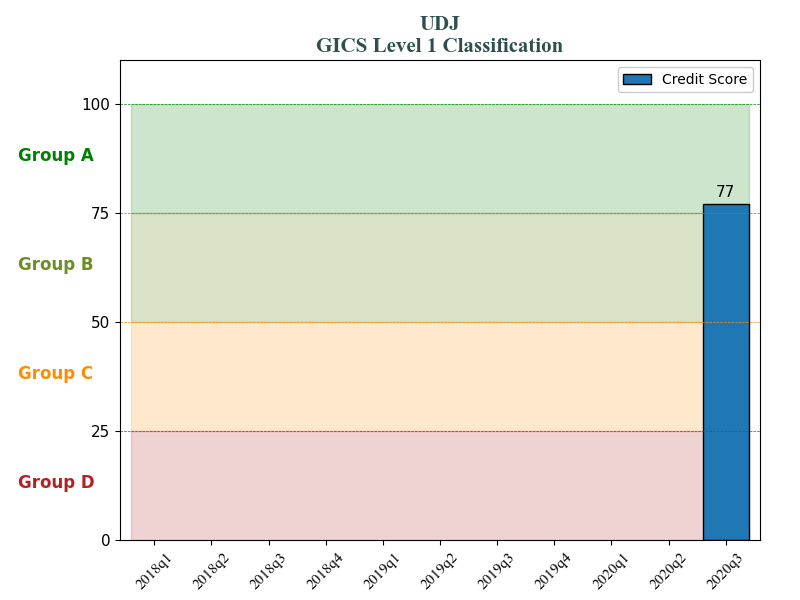 UDJ
GICS Level 1 Classification
Credit Score
100
Group A
77
75
Group B
50
Group C
25
Group D
0
2018q1
2018q2
2018q3
2018q4
2019q1
2019q2
2019q3
2019q4
2020q1
2020q2
2020q3